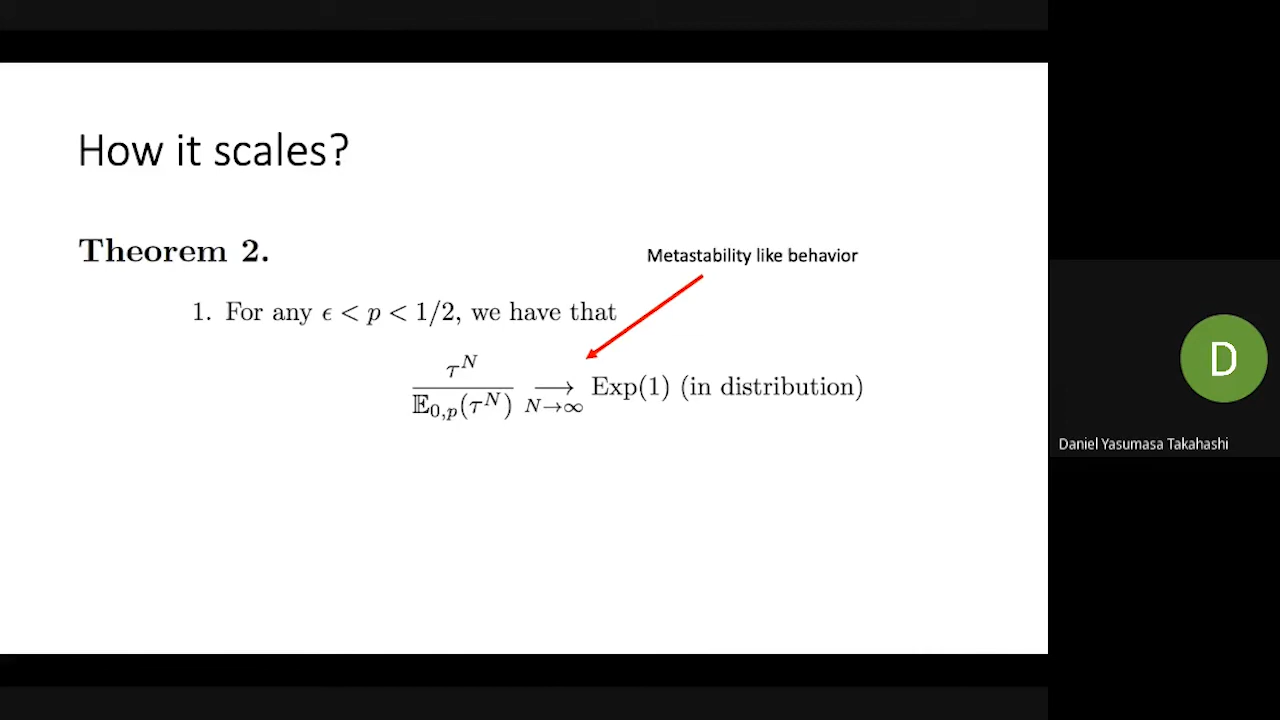 How it scales?
Theorem 2.
Metastability like behavior
1. For any ϵ < p < 1/2, we have that
τ^N / 𝔼_{0,p}(τ^N) ⟶_{N→∞} Exp(1) (in distribution)
D
Daniel Yasumasa Takahashi